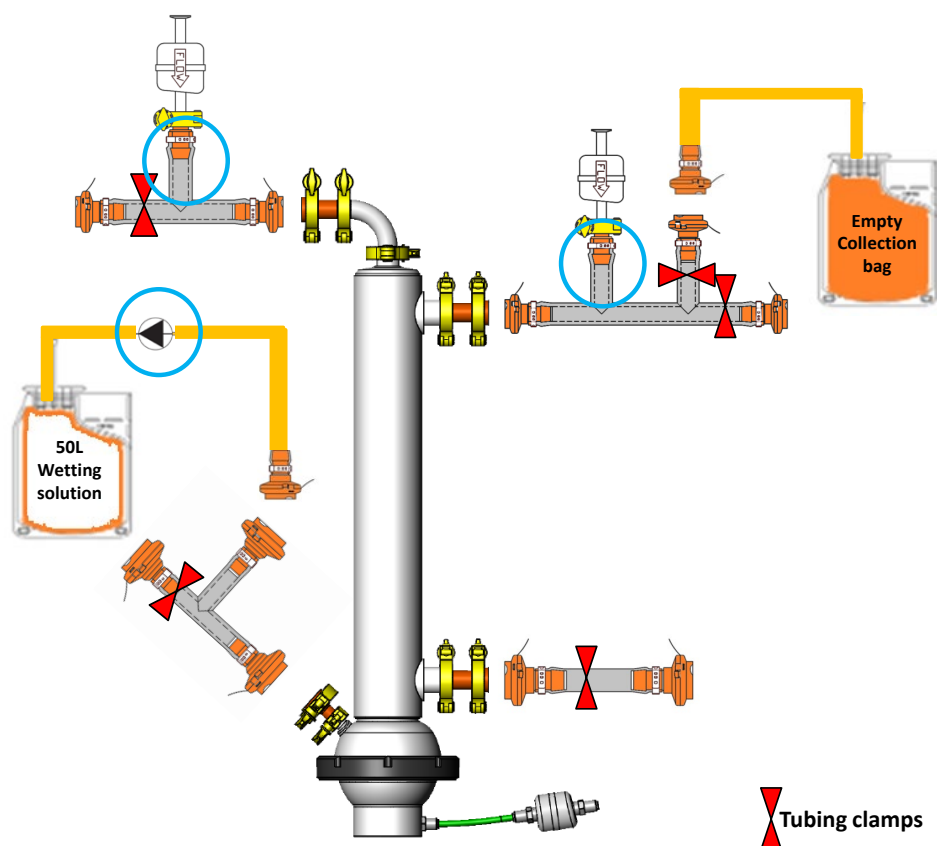 FLOW
FLOW
Empty
Collection
bag
50L
Wetting
solution
Tubing clamps